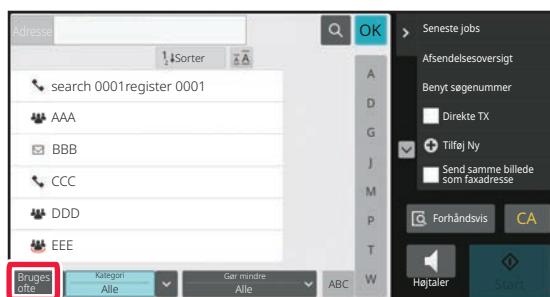 Adresse
OK
1↓Sorter
search 0001register 0001
AAA
BBB
CCC
DDD
EEE
A
D
G
J
M
P
T
W
Bruges
ofte
Kategori
Alle
Gør mindre
Alle
ABC
Seneste jobs
Afsendelsesoversigt
Benyt søgenummer
Direkte TX
Tilføj Ny
Send samme billede
som faxadresse
Forhåndsvis
CA
Højtaler
Start